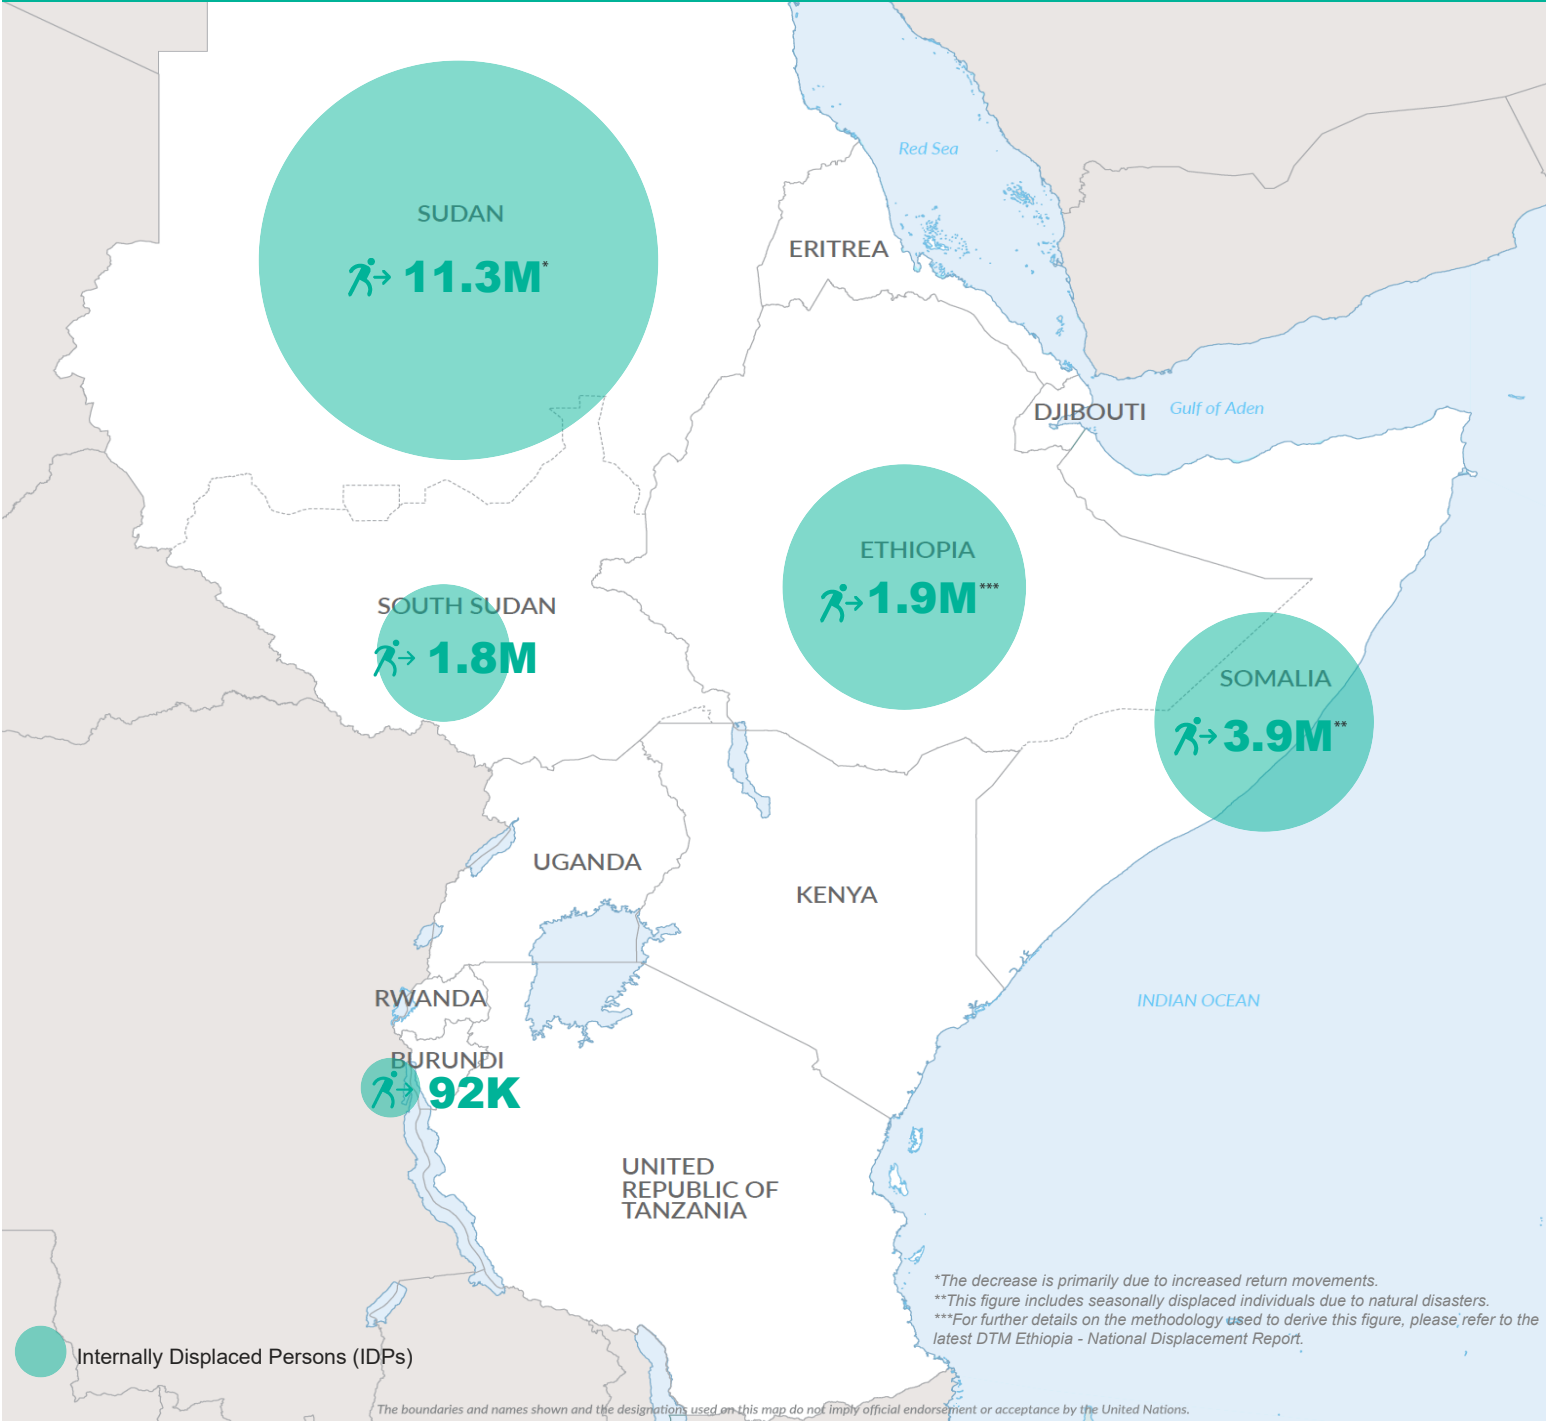 Red Sea
SUDAN
11.3M*
ERITREA
DJIBOUTI
Gulf of Aden
ETHIOPIA
1.9M***
SOUTH SUDAN
1.8M
SOMALIA
3.9M**
UGANDA
KENYA
RWANDA
INDIAN OCEAN
BURUNDI
92K
UNITED
REPUBLIC OF
TANZANIA
*The decrease is primarily due to increased return movements.
**This figure includes seasonally displaced individuals due to natural disasters.
***For further details on the methodology used to derive this figure, please refer to the
latest DTM Ethiopia - National Displacement Report.
Internally Displaced Persons (IDPs)
The boundaries and names shown and the designations used on this map do not imply official endorsement or acceptance by the United Nations.